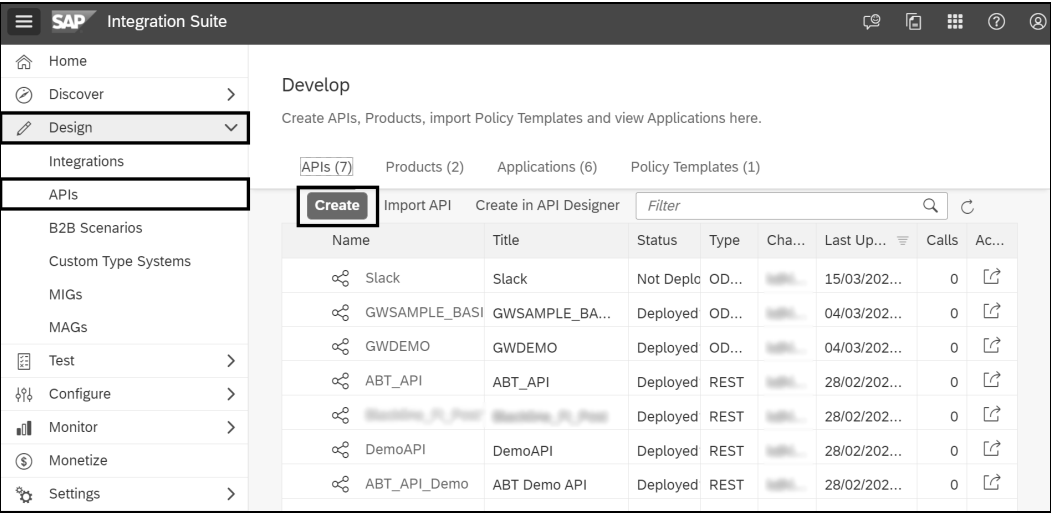 SAP Integration Suite
Home
Discover
Design
Integrations
APIs
B2B Scenarios
Custom Type Systems
MIGs
MAGs
Test
Configure
Monitor
Monetize
Settings
Develop
Create APIs, Products, import Policy Templates and view Applications here.
APIs (7) Products (2) Applications (6) Policy Templates (1)
Create Import API Create in API Designer Filter
Name Title Status Type Cha... Last Up... Calls Ac...
Slack Slack Not Deplo OD... 15/03/202... 0
GWSAMPLE_BASI GWSAMPLE_BA... Deployed OD... 04/03/202... 0
GWDEMO GWDEMO Deployed OD... 04/03/202... 0
ABT_API ABT_API Deployed REST 28/02/202... 0
Deployed REST 28/02/202... 0
DemoAPI DemoAPI Deployed REST 28/02/202... 0
ABT_API_Demo ABT Demo API Deployed REST 28/02/202... 0